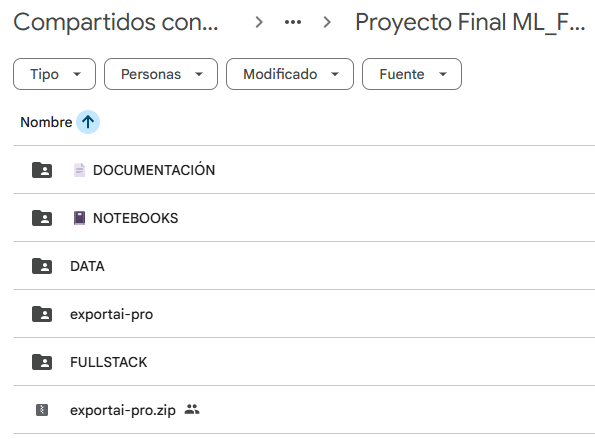 Compartidos con... > ... > Proyecto Final ML_F...
Tipo Personas Modificado Fuente
Nombre
DOCUMENTACIÓN
NOTEBOOKS
DATA
exportai-pro
FULLSTACK
exportai-pro.zip